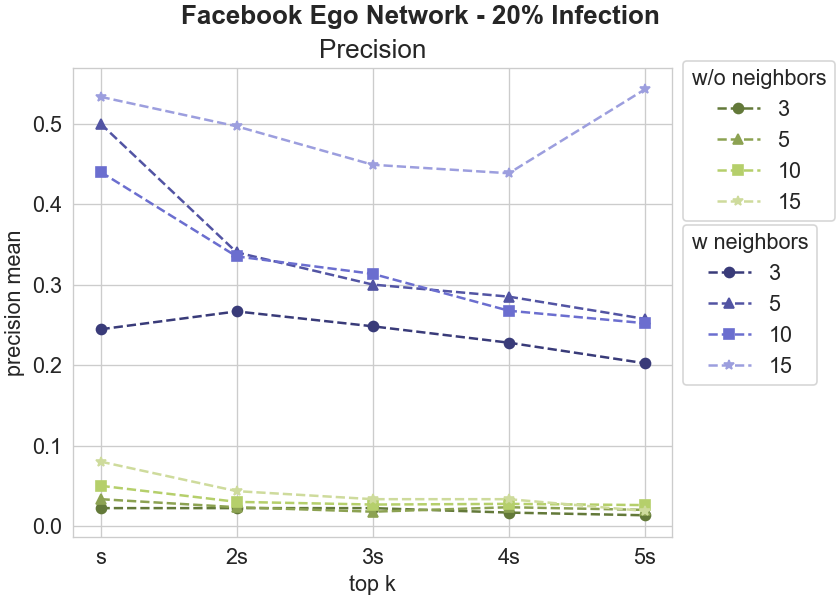 Facebook Ego Network - 20% Infection
Precision
precision mean
0.5
0.4
0.3
0.2
0.1
0.0
s 2s 3s 4s 5s
top k
w/o neighbors
3
5
10
15
w neighbors
3
5
10
15